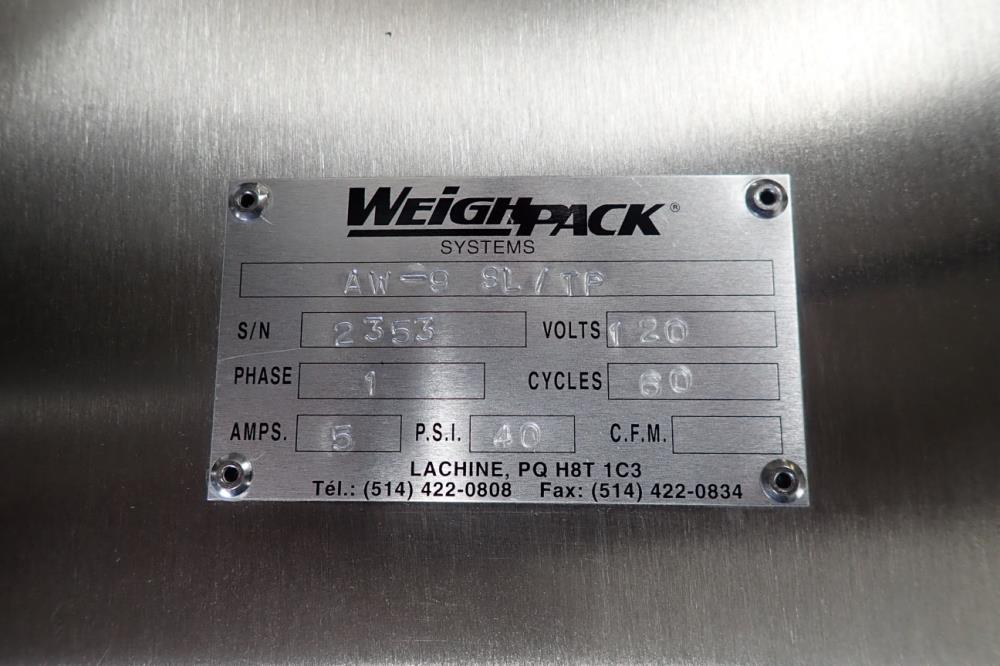 WEIGHPACK®
SYSTEMS
AW-9 SL/TP
S/N 2353 VOLTS 120
PHASE 1 CYCLES 60
AMPS. 5 P.S.I. 40 C.F.M.
LACHINE, PQ H8T 1C3
Tél.: (514) 422-0808 Fax: (514) 422-0834